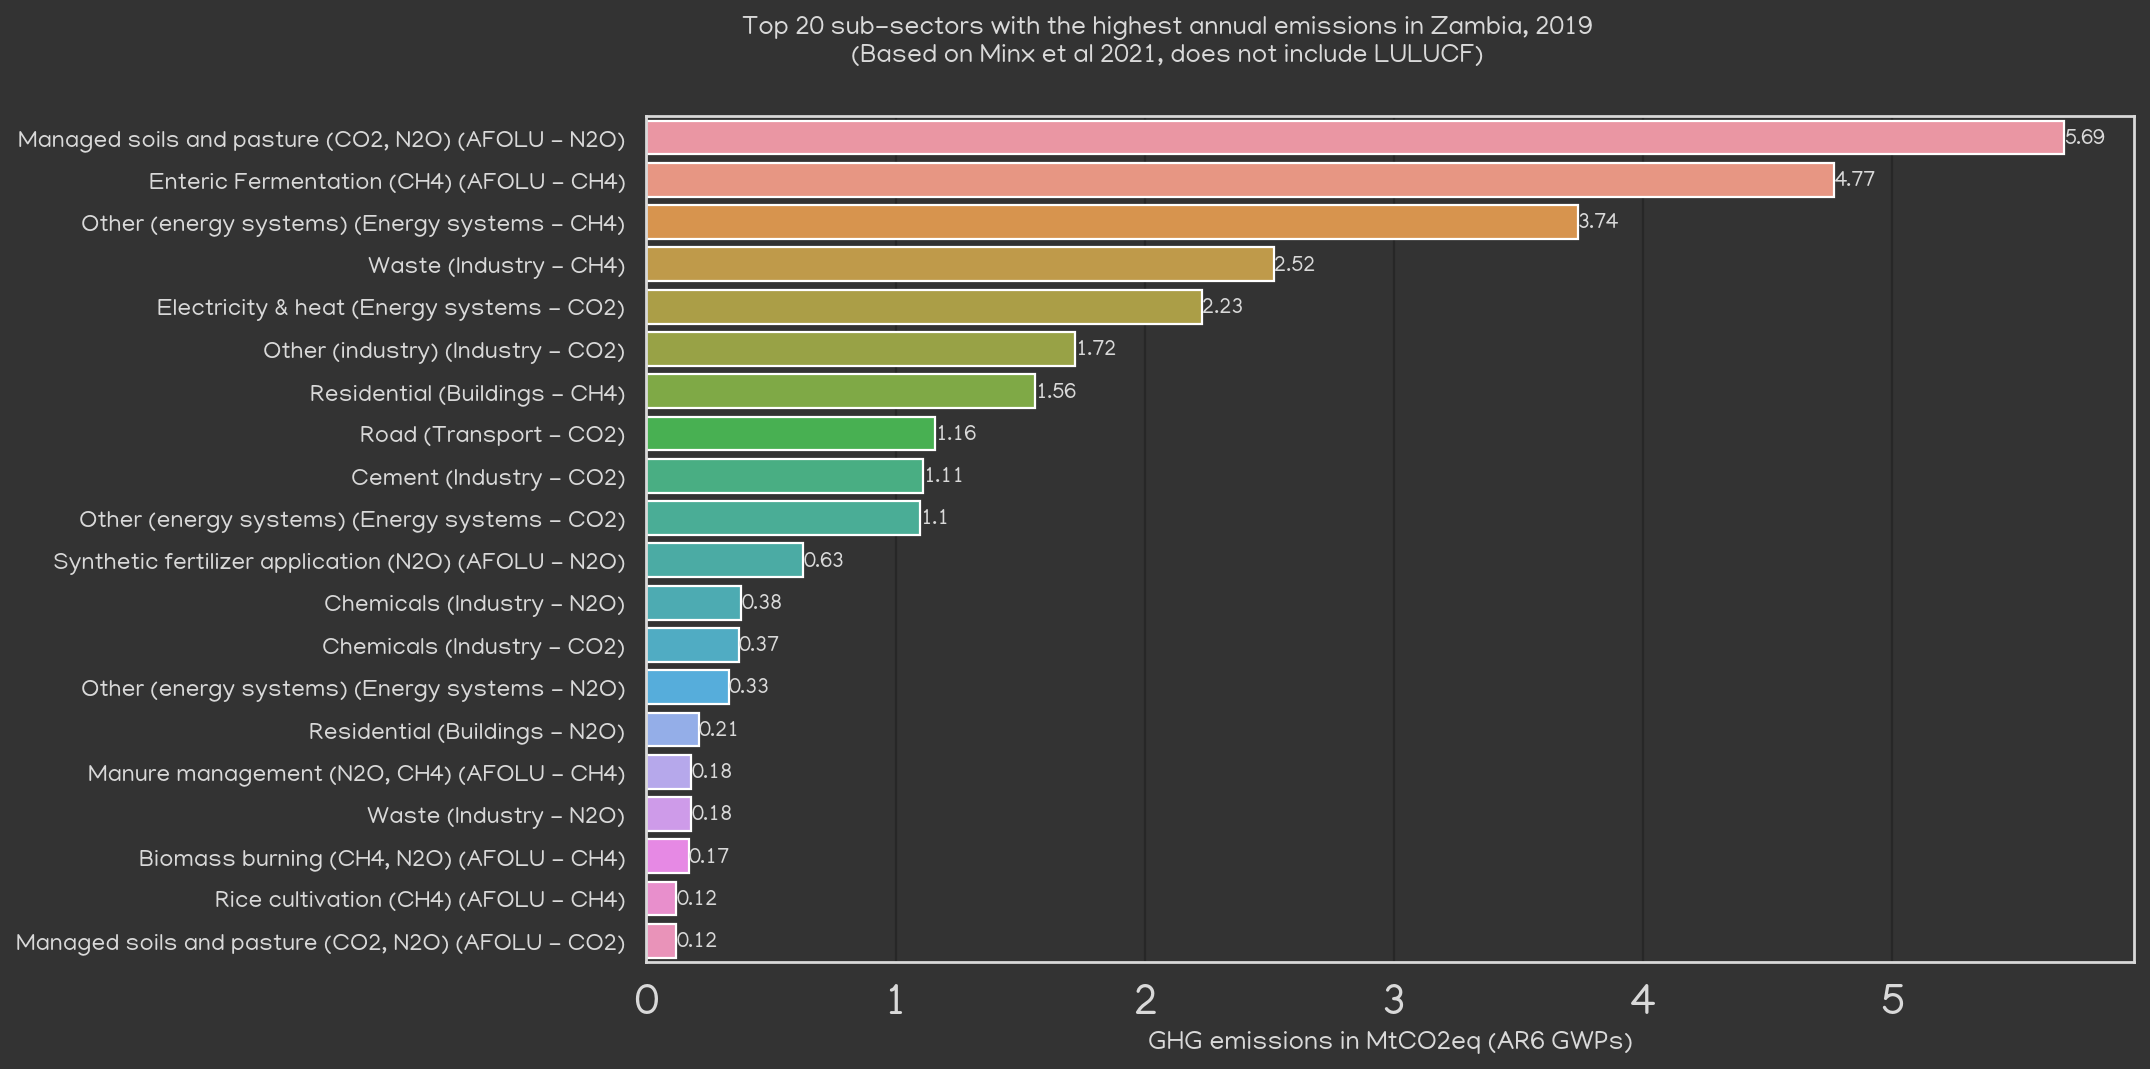 Top 20 sub-sectors with the highest annual emissions in Zambia, 2019
(Based on Minx et al 2021, does not include LULUCF)
Managed soils and pasture (CO2, N2O) (AFOLU - N2O) 5.69
Enteric Fermentation (CH4) (AFOLU - CH4) 4.77
Other (energy systems) (Energy systems - CH4) 3.74
Waste (Industry - CH4) 2.52
Electricity & heat (Energy systems - CO2) 2.23
Other (industry) (Industry - CO2) 1.72
Residential (Buildings - CH4) 1.56
Road (Transport - CO2) 1.16
Cement (Industry - CO2) 1.11
Other (energy systems) (Energy systems - CO2) 1.1
Synthetic fertilizer application (N2O) (AFOLU - N2O) 0.63
Chemicals (Industry - N2O) 0.38
Chemicals (Industry - CO2) 0.37
Other (energy systems) (Energy systems - N2O) 0.33
Residential (Buildings - N2O) 0.21
Manure management (N2O, CH4) (AFOLU - CH4) 0.18
Waste (Industry - N2O) 0.18
Biomass burning (CH4, N2O) (AFOLU - CH4) 0.17
Rice cultivation (CH4) (AFOLU - CH4) 0.12
Managed soils and pasture (CO2, N2O) (AFOLU - CO2) 0.12
0 1 2 3 4 5
GHG emissions in MtCO2eq (AR6 GWPs)